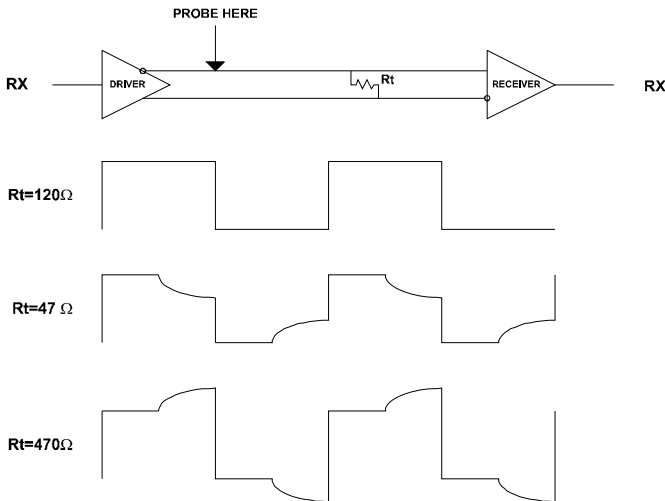 PROBE HERE
RX
DRIVER
Rt
RECEIVER
RX
Rt=120Ω
Rt=47 Ω
Rt=470Ω